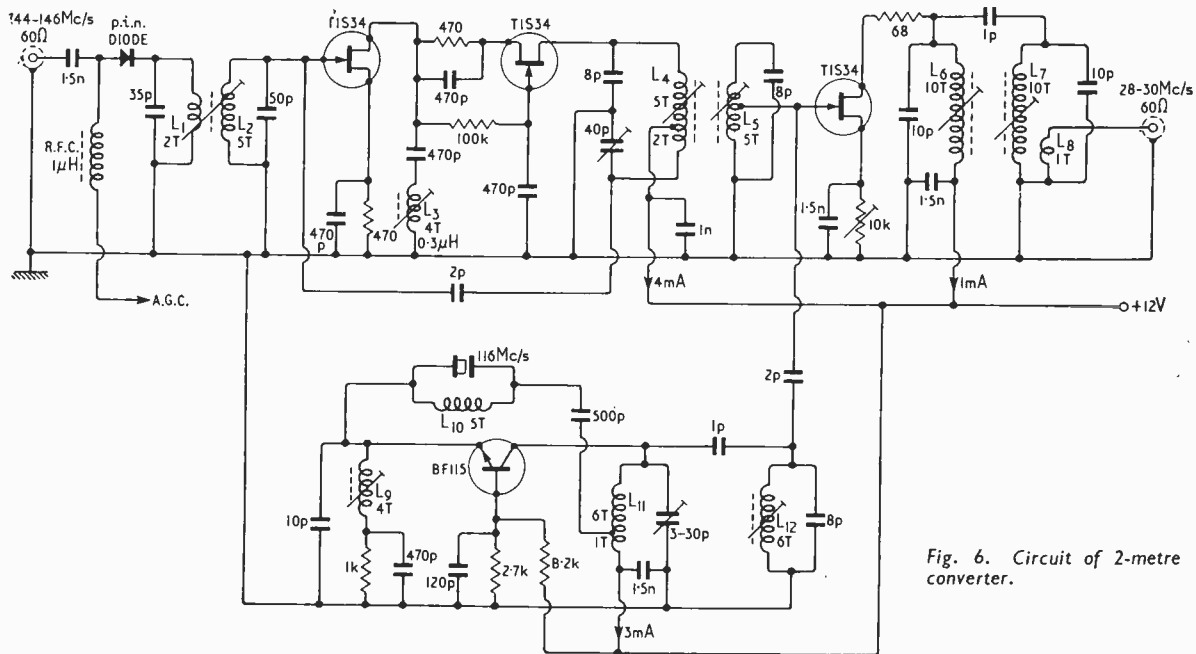 144-146Mc/s
60Ω
1·5n
p.i.n.
DIODE
R.F.C.
1μH
A.G.C.
35p
L1
2T
L2
5T
50p
TIS34
470
470p
100k
470p
L3
4T
0·3μH
470
p
470
2p
TIS34
470p
8p
40p
L4
5T
2T
1n
4mA
L5
5T
8p
TIS34
68
1p
10p
L6
10T
L7
10T
10p
28-30Mc/s
60Ω
L8
1T
1·5n
10k
1·5n
1mA
+12V
116Mc/s
L10 5T
500p
2p
1p
BF115
L9
4T
10p
1k
470p
120p
2·7k
8·2k
6T
1T
L11
3-30p
1·5n
3mA
L12
6T
8p
Fig. 6. Circuit of 2-metre
converter.